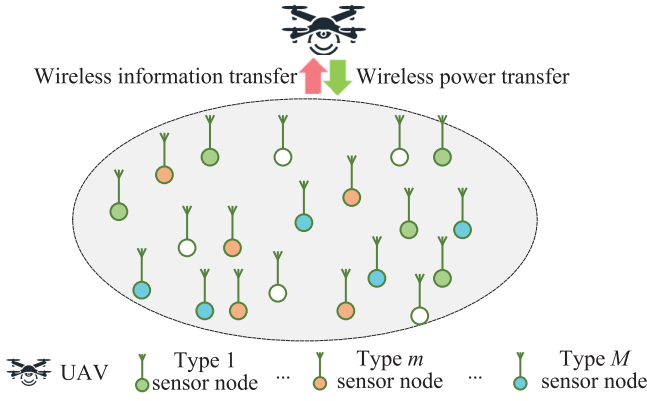 Wireless information transfer Wireless power transfer
UAV Type 1 sensor node ... Type m sensor node ... Type M sensor node